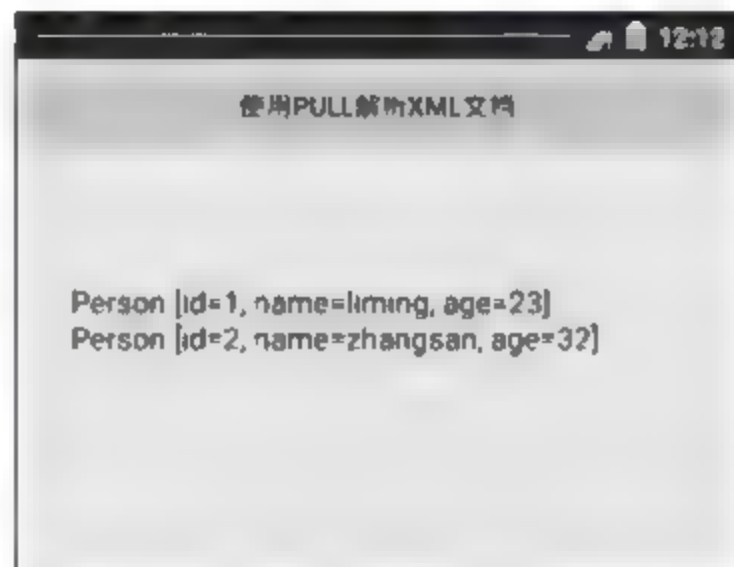 12:12
使用PULL解析XML文档
Person [id=1, name=liming, age=23]
Person [id=2, name=zhangsan, age=32]